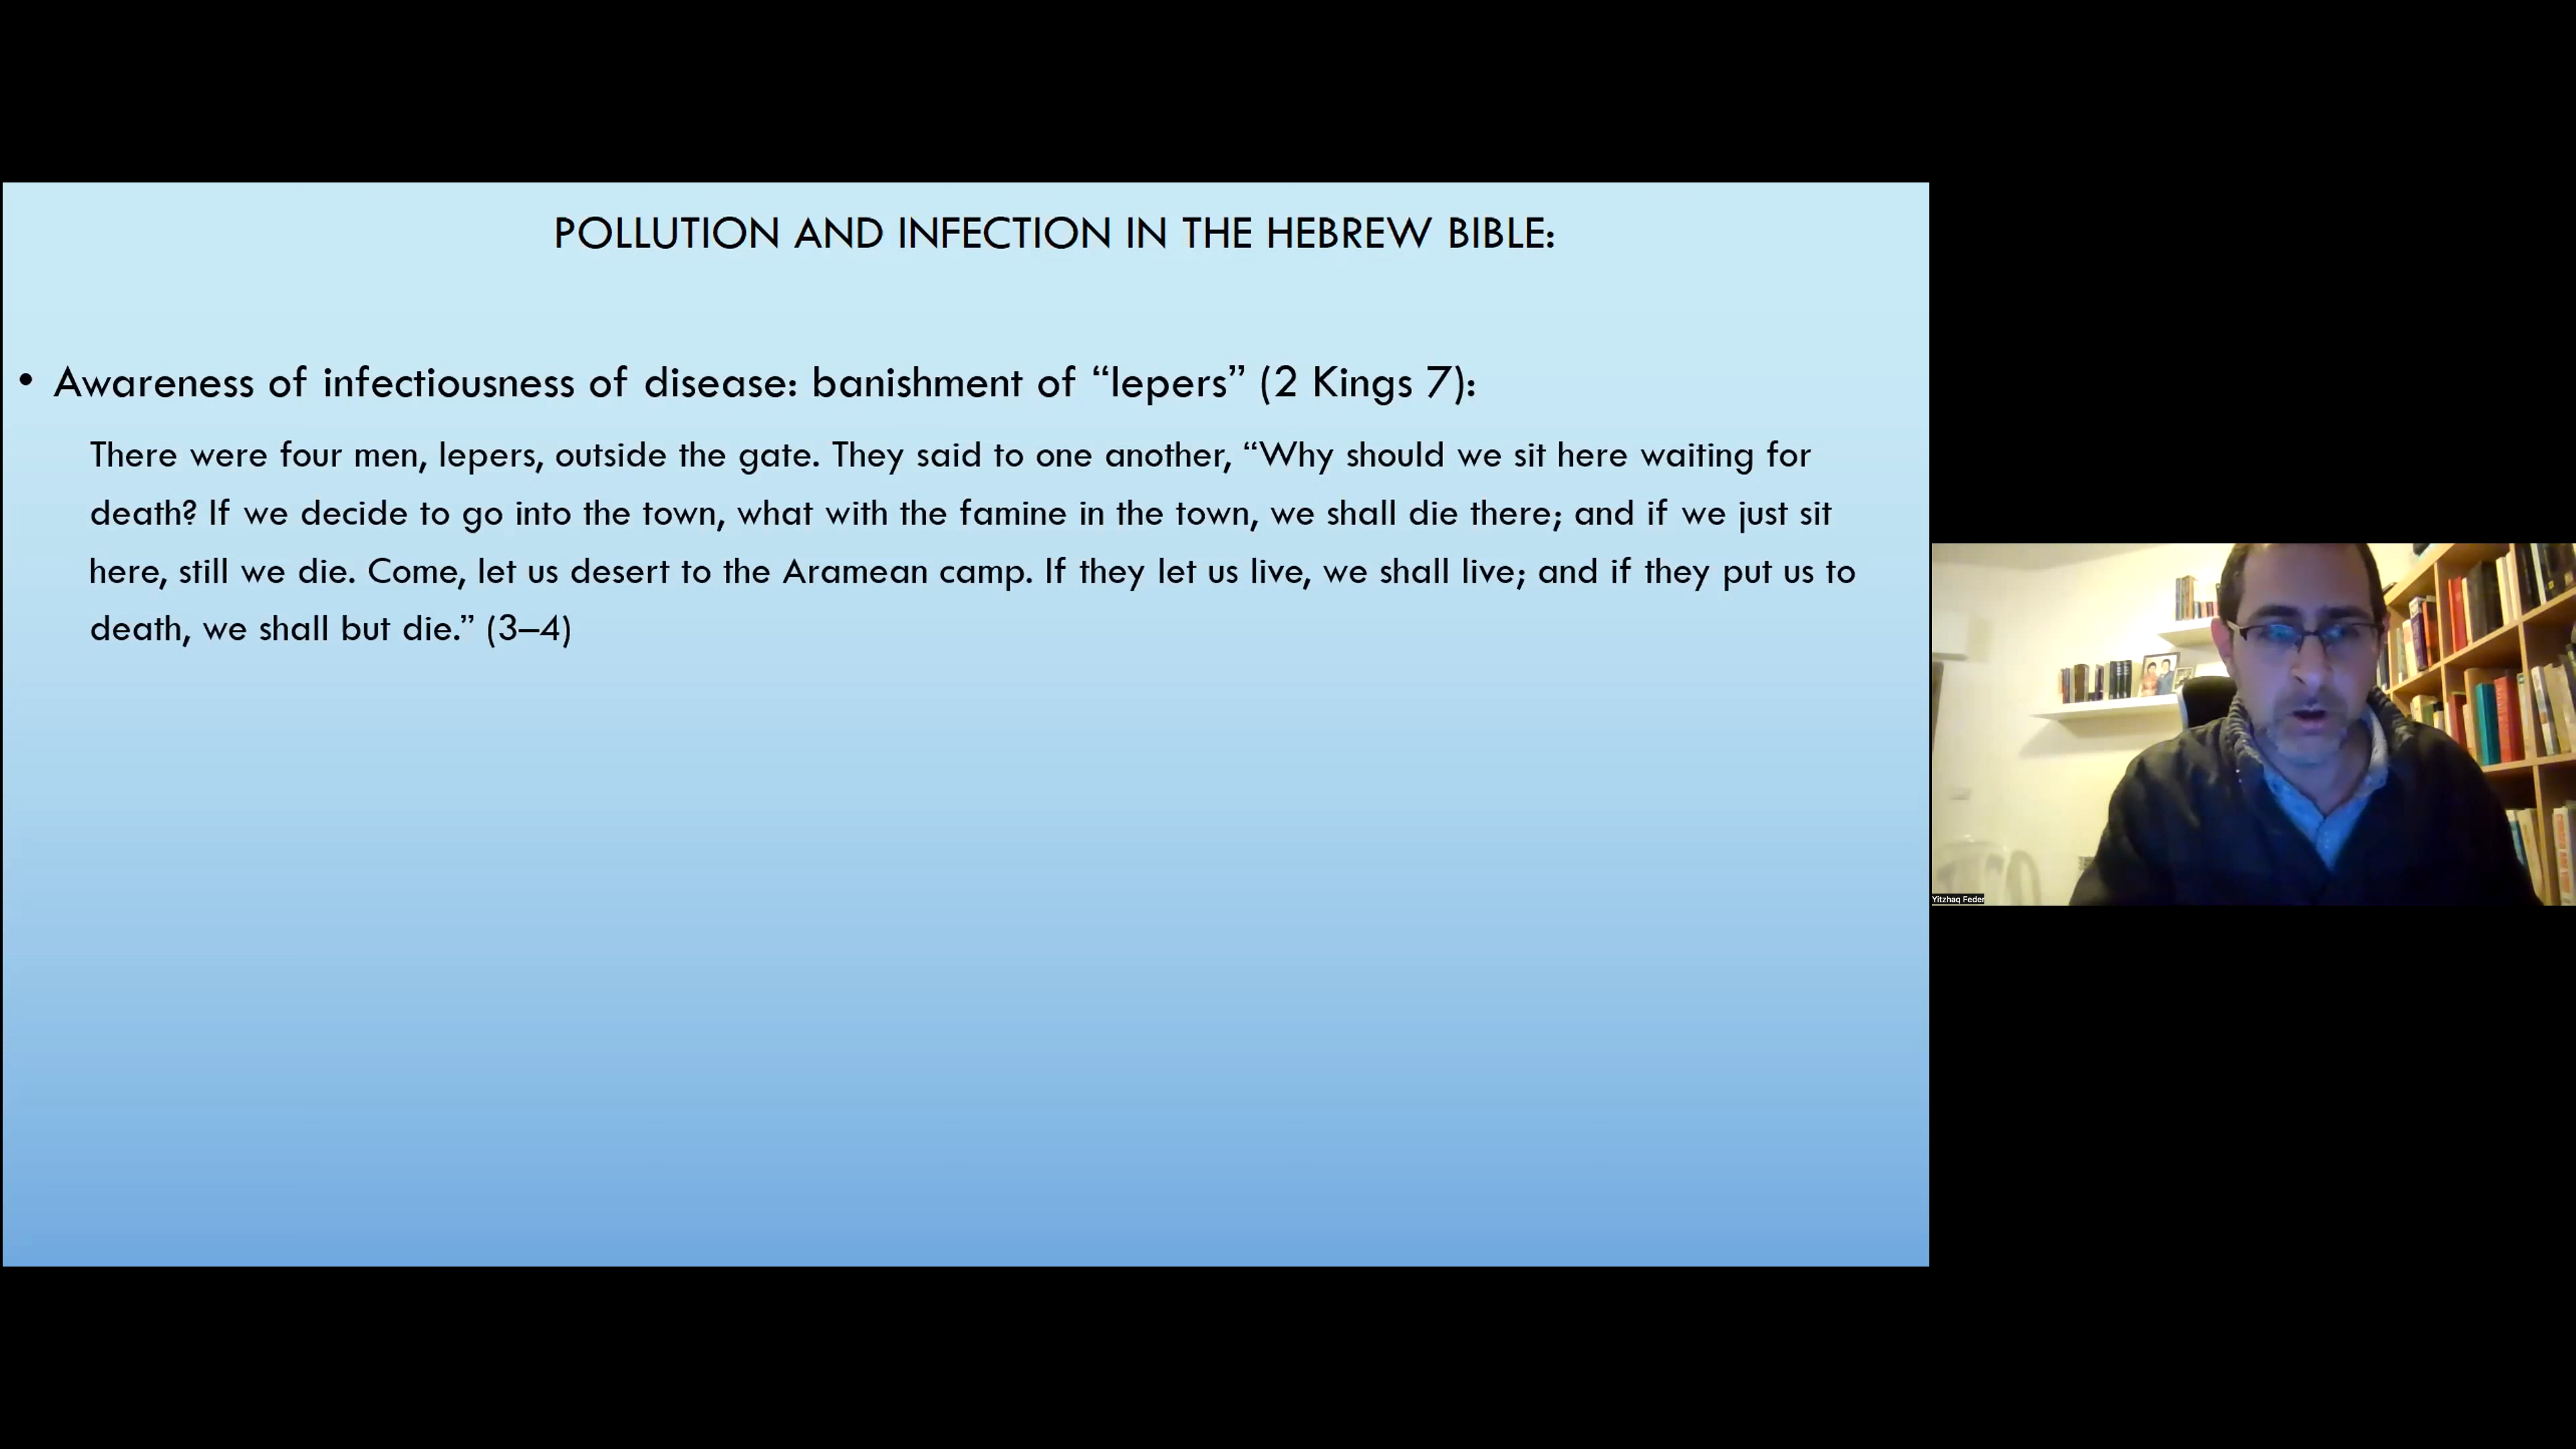 POLLUTION AND INFECTION IN THE HEBREW BIBLE:
• Awareness of infectiousness of disease: banishment of “lepers” (2 Kings 7):
There were four men, lepers, outside the gate. They said to one another, “Why should we sit here waiting for
death? If we decide to go into the town, what with the famine in the town, we shall die there; and if we just sit
here, still we die. Come, let us desert to the Aramean camp. If they let us live, we shall live; and if they put us to
death, we shall but die.” (3–4)
Yitzhaq Feder